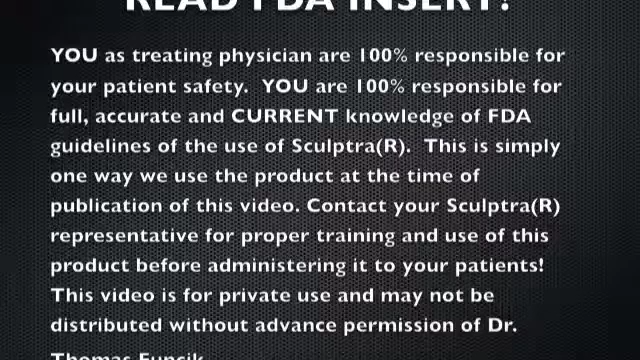 READ FDA INSERT!
YOU as treating physician are 100% responsible for
your patient safety. YOU are 100% responsible for
full, accurate and CURRENT knowledge of FDA
guidelines of the use of Sculptra(R). This is simply
one way we use the product at the time of
publication of this video. Contact your Sculptra(R)
representative for proper training and use of this
product before administering it to your patients!
This video is for private use and may not be
distributed without advance permission of Dr.
Thomas